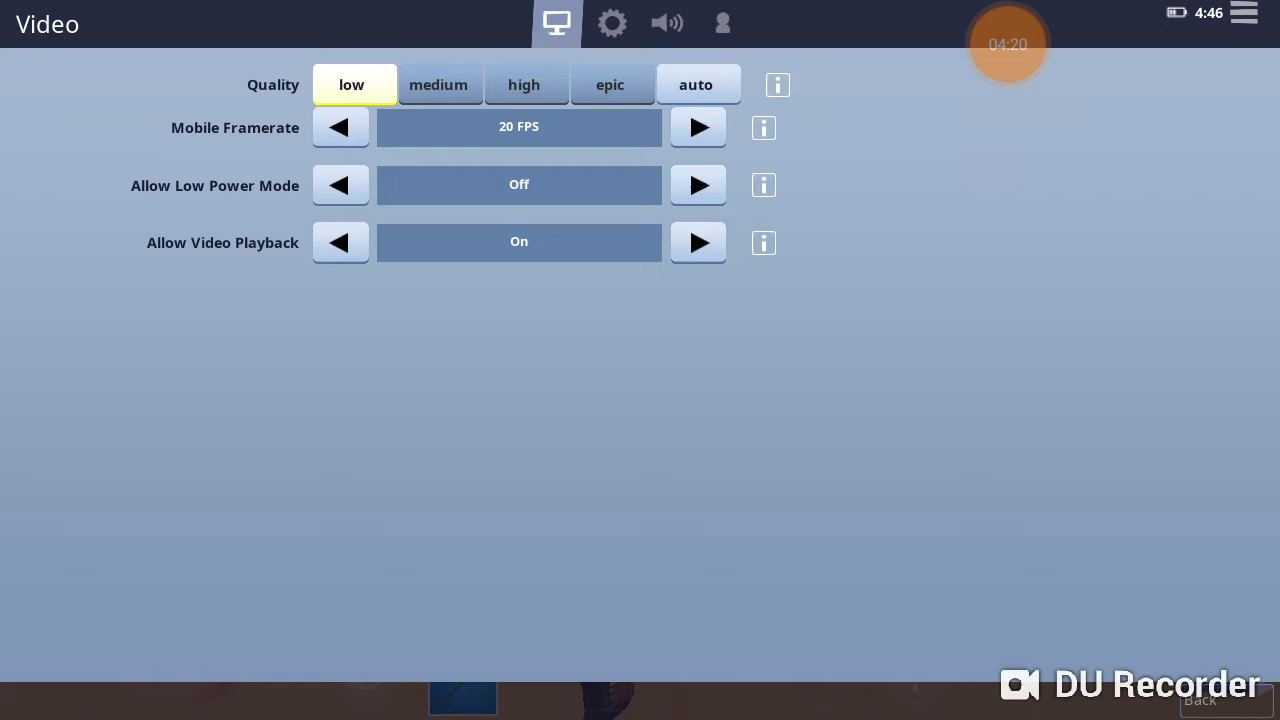 Video
4:46
04:20
Quality low medium high epic auto
Mobile Framerate 20 FPS
Allow Low Power Mode Off
Allow Video Playback On
DU Recorder
Back